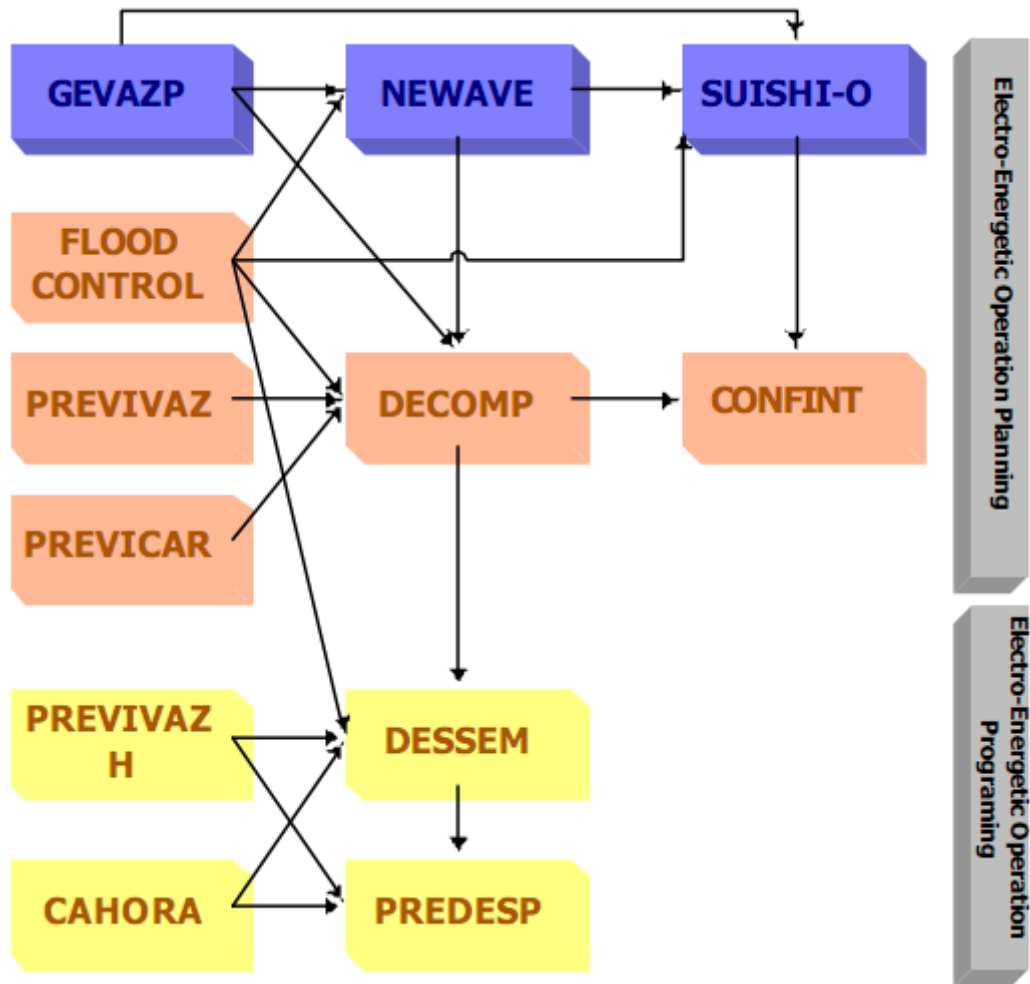 GEVAZP
NEWAVE
SUISHI-O
FLOOD
CONTROL
PREVIVAZ
DECOMP
CONFINT
PREVICAR
Electro-Energetic Operation Planning
PREVIVAZ
H
DESSEM
CAHORA
PREDESP
Electro-Energetic Operation
Programing